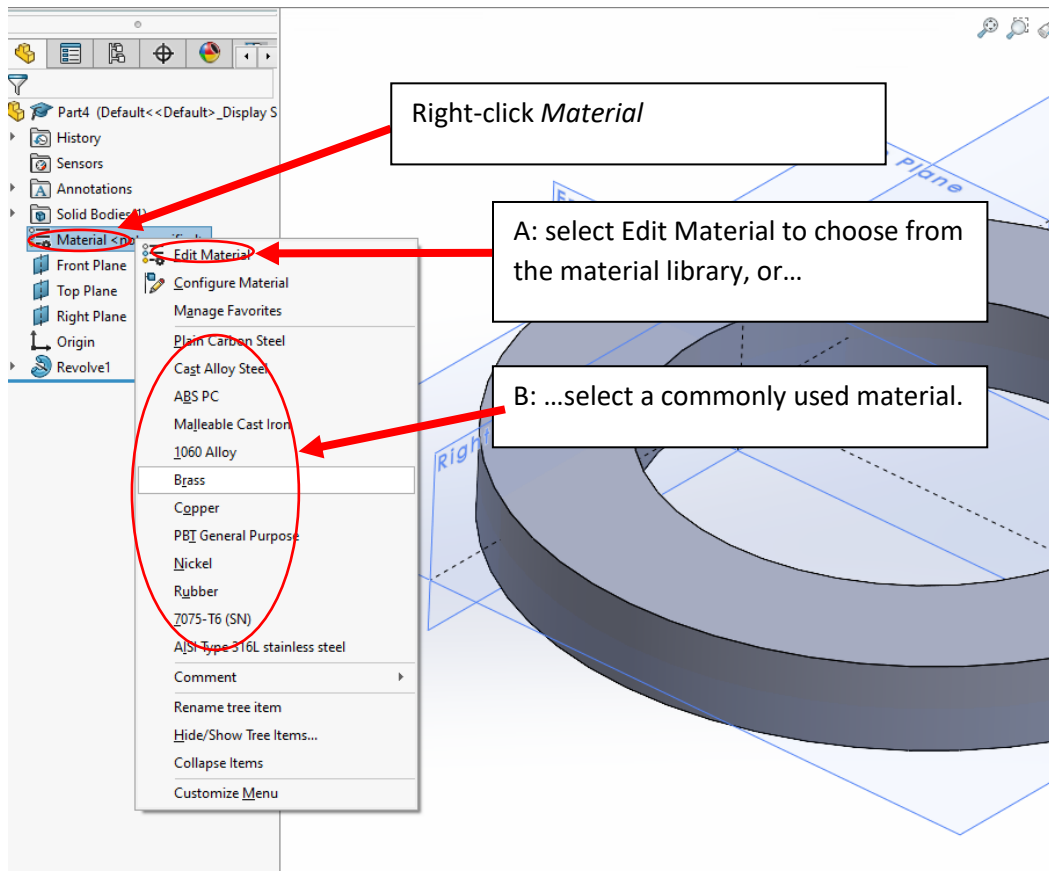 Part4 (Default<<Default>_Display S
History
Sensors
Annotations
Solid Bodies(1)
Material <not
Front Plane
Top Plane
Right Plane
Origin
Revolve1
Right-click Material
A: select Edit Material to choose from
the material library, or…
B: …select a commonly used material.
Edit Material
Configure Material
Manage Favorites
Plain Carbon Steel
Cast Alloy Steel
ABS PC
Malleable Cast Iron
1060 Alloy
Brass
Copper
PBT General Purpose
Nickel
Rubber
7075-T6 (SN)
AISI Type 316L stainless steel
Comment
Rename tree item
Hide/Show Tree Items...
Collapse Items
Customize Menu
Plane
Right